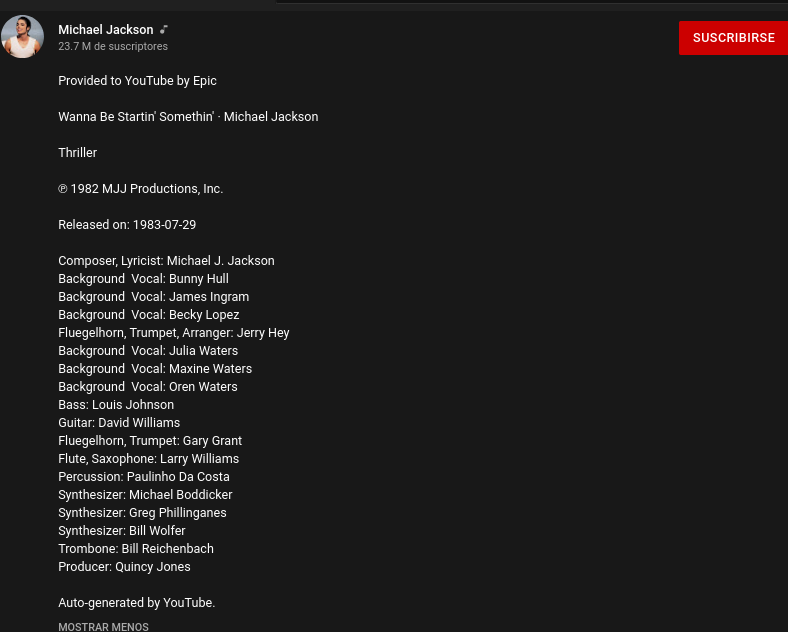 Michael Jackson
23.7 M de suscriptores
SUSCRIBIRSE
Provided to YouTube by Epic
Wanna Be Startin' Somethin' · Michael Jackson
Thriller
℗ 1982 MJJ Productions, Inc.
Released on: 1983-07-29
Composer, Lyricist: Michael J. Jackson
Background  Vocal: Bunny Hull
Background  Vocal: James Ingram
Background  Vocal: Becky Lopez
Fluegelhorn, Trumpet, Arranger: Jerry Hey
Background  Vocal: Julia Waters
Background  Vocal: Maxine Waters
Background  Vocal: Oren Waters
Bass: Louis Johnson
Guitar: David Williams
Fluegelhorn, Trumpet: Gary Grant
Flute, Saxophone: Larry Williams
Percussion: Paulinho Da Costa
Synthesizer: Michael Boddicker
Synthesizer: Greg Phillinganes
Synthesizer: Bill Wolfer
Trombone: Bill Reichenbach
Producer: Quincy Jones
Auto-generated by YouTube.
MOSTRAR MENOS